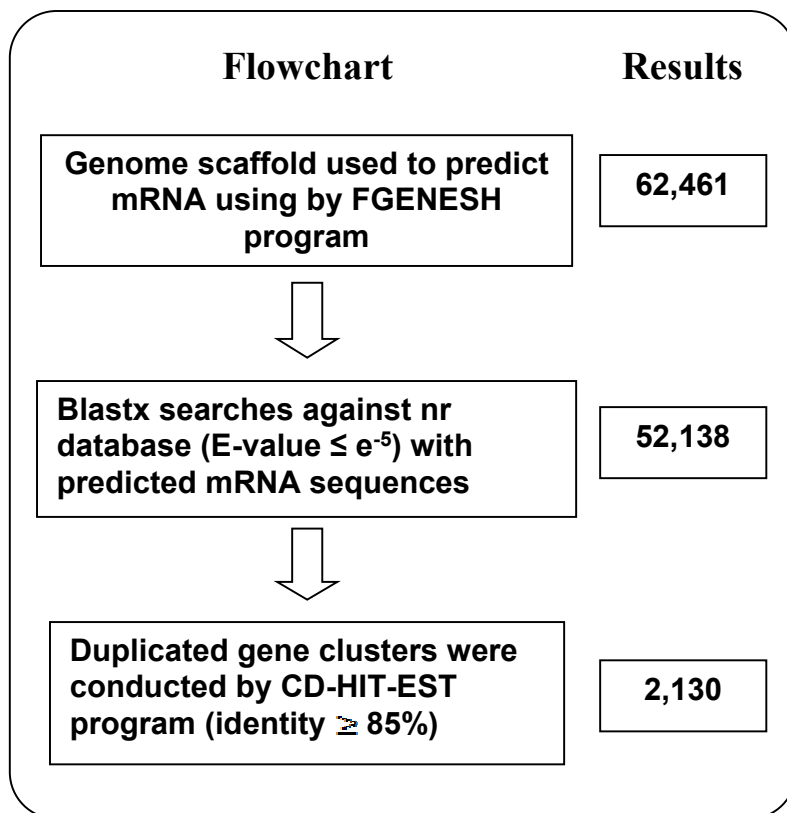 Flowchart
Results
Genome scaffold used to predict
mRNA using by FGENESH
program
62,461
Blastx searches against nr
database (E-value ≤ e⁻⁵) with
predicted mRNA sequences
52,138
Duplicated gene clusters were
conducted by CD-HIT-EST
program (identity ≥ 85%)
2,130